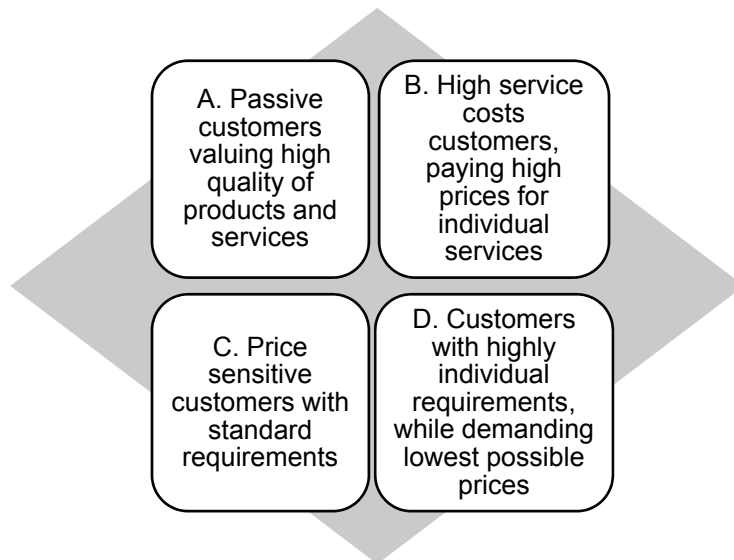 A. Passive
customers
valuing high
quality of
products and
services
B. High service
costs
customers,
paying high
prices for
individual
services
C. Price
sensitive
customers with
standard
requirements
D. Customers
with highly
individual
requirements,
while demanding
lowest possible
prices